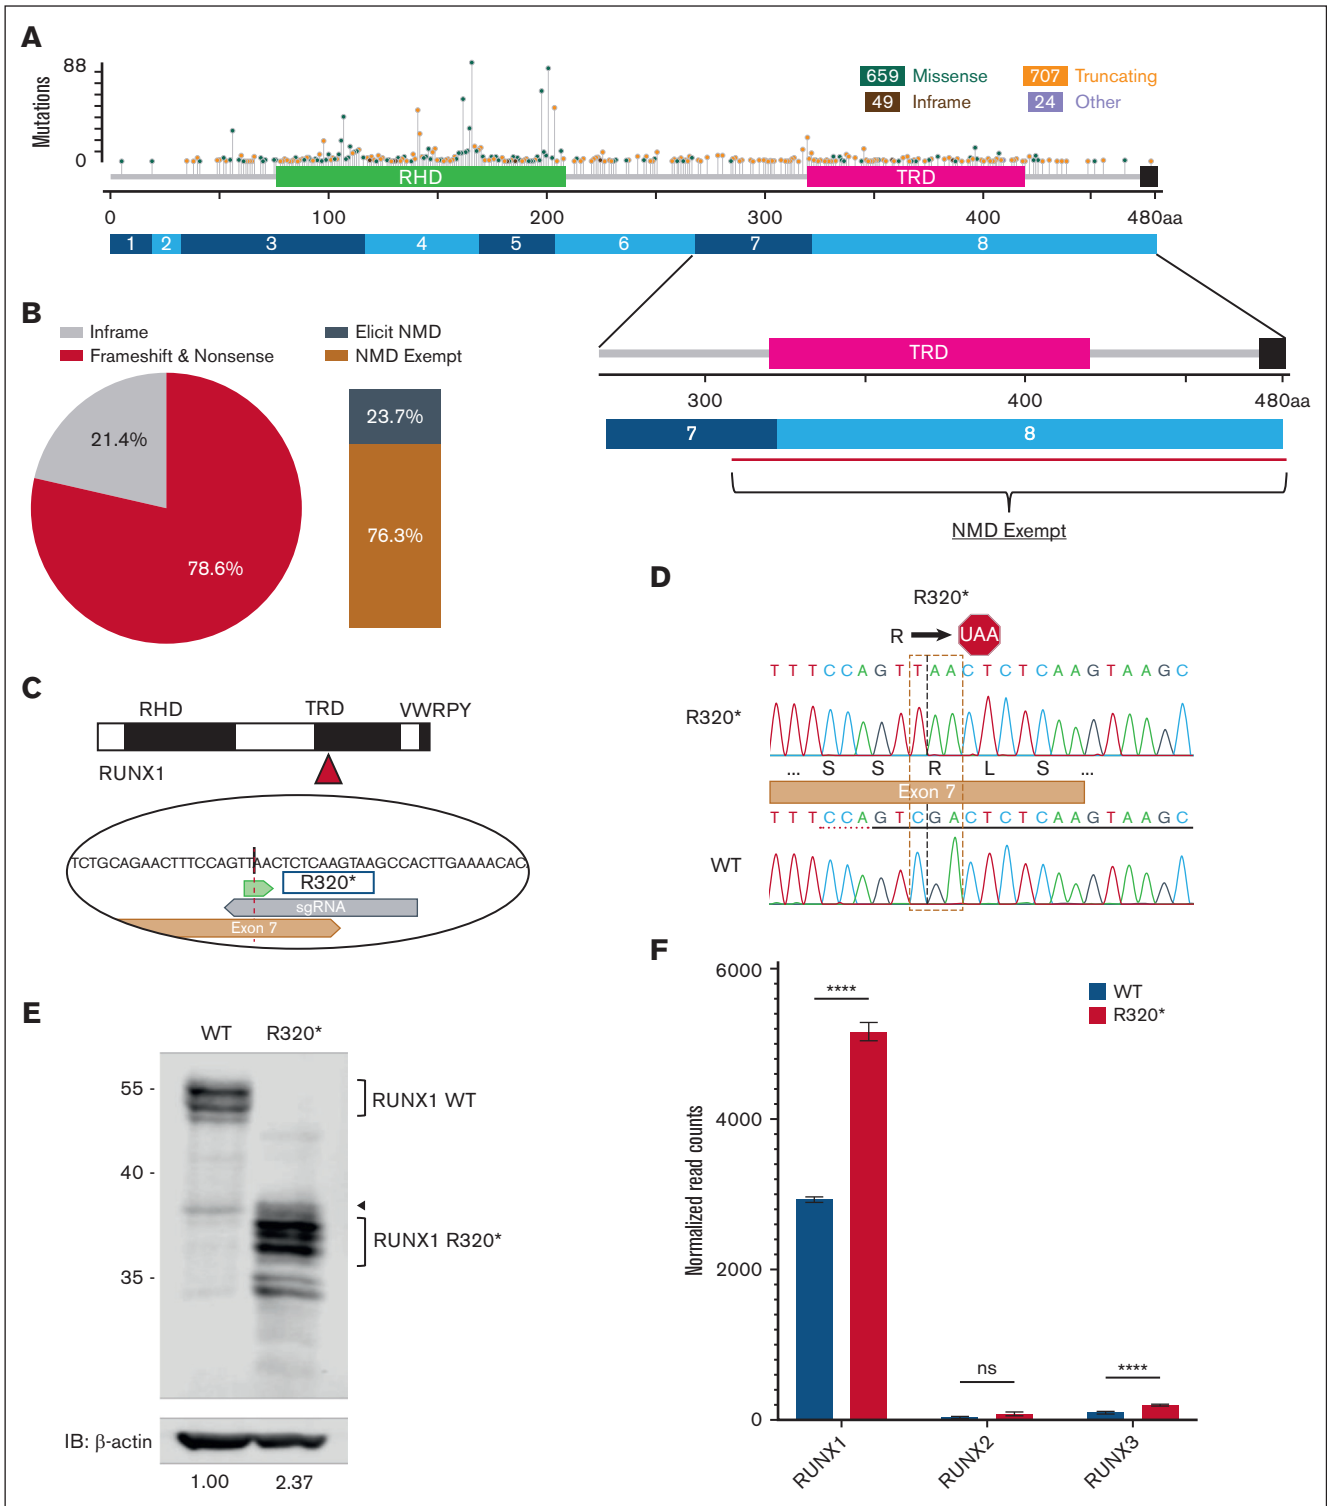 A
Mutations
88
0
659 Missense
707 Truncating
49 Inframe
24 Other
RHD
TRD
0 100 200 300 400 480aa
1 2 3 4 5 6 7 8
TRD
300 400 480aa
7 8
NMD Exempt
B
Inframe
Frameshift & Nonsense
Elicit NMD
NMD Exempt
21.4%
78.6%
23.7%
76.3%
C
RHD TRD VWRPY
RUNX1
TCTGCAGAACTTTCCAGTTAACTCTCAAGTAAGCCACTTGAAAACAC
R320*
sgRNA
Exon 7
D
R320*
R UAA
T T T C C A G T T A A C T C T C A A G T A A G C
R320*
... S S R L S ...
Exon 7
T T T C C A G T C G A C T C T C A A G T A A G C
WT
E
WT R320*
55 -
40 -
35 -
RUNX1 WT
RUNX1 R320*
IB: β-actin
1.00 2.37
F
Normalized read counts
6000
4000
2000
0
WT
R320*
****
ns
****
RUNX1
RUNX2
RUNX3